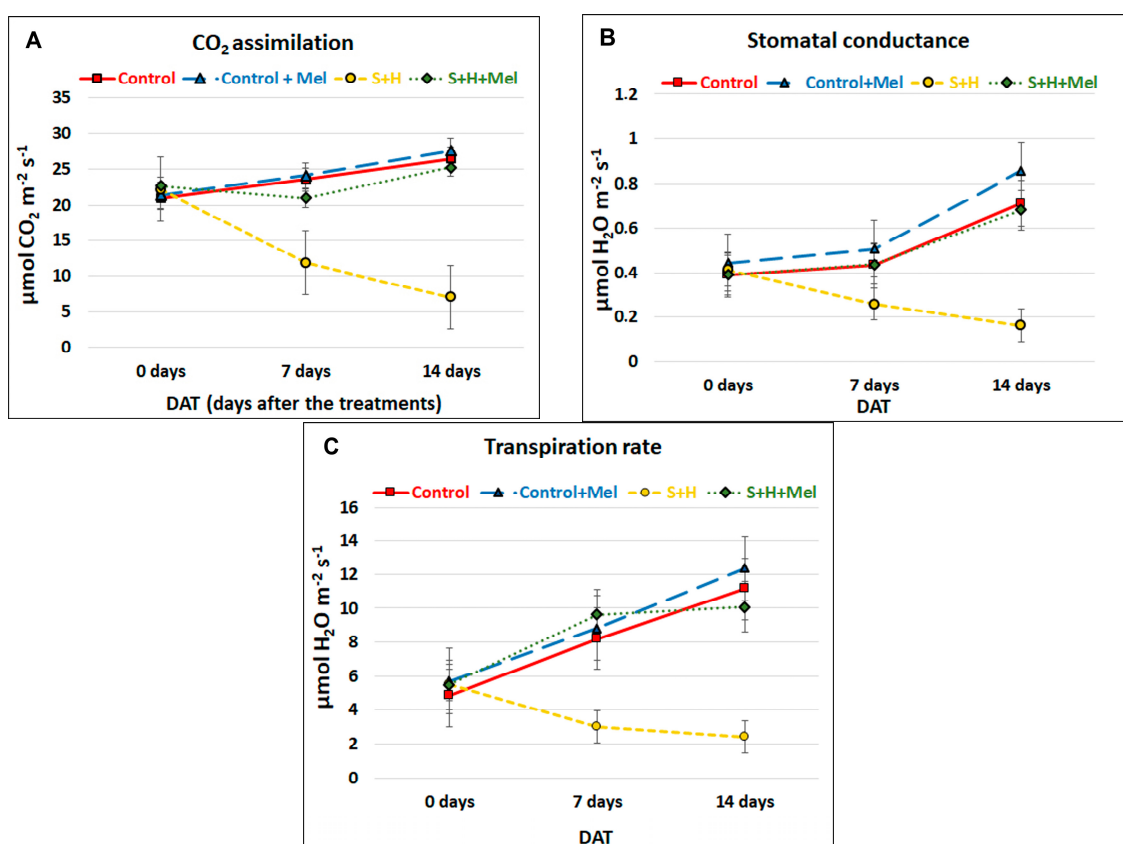 A
CO₂ assimilation
Control Control + Mel S+H S+H+Mel
µmol CO₂ m⁻² s⁻¹
35
30
25
20
15
10
5
0
0 days 7 days 14 days
DAT (days after the treatments)
B
Stomatal conductance
Control Control+Mel S+H S+H+Mel
µmol H₂O m⁻² s⁻¹
1.2
1
0.8
0.6
0.4
0.2
0
0 days 7 days 14 days
DAT
C
Transpiration rate
Control Control+Mel S+H S+H+Mel
µmol H₂O m⁻² s⁻¹
16
14
12
10
8
6
4
2
0
0 days 7 days 14 days
DAT